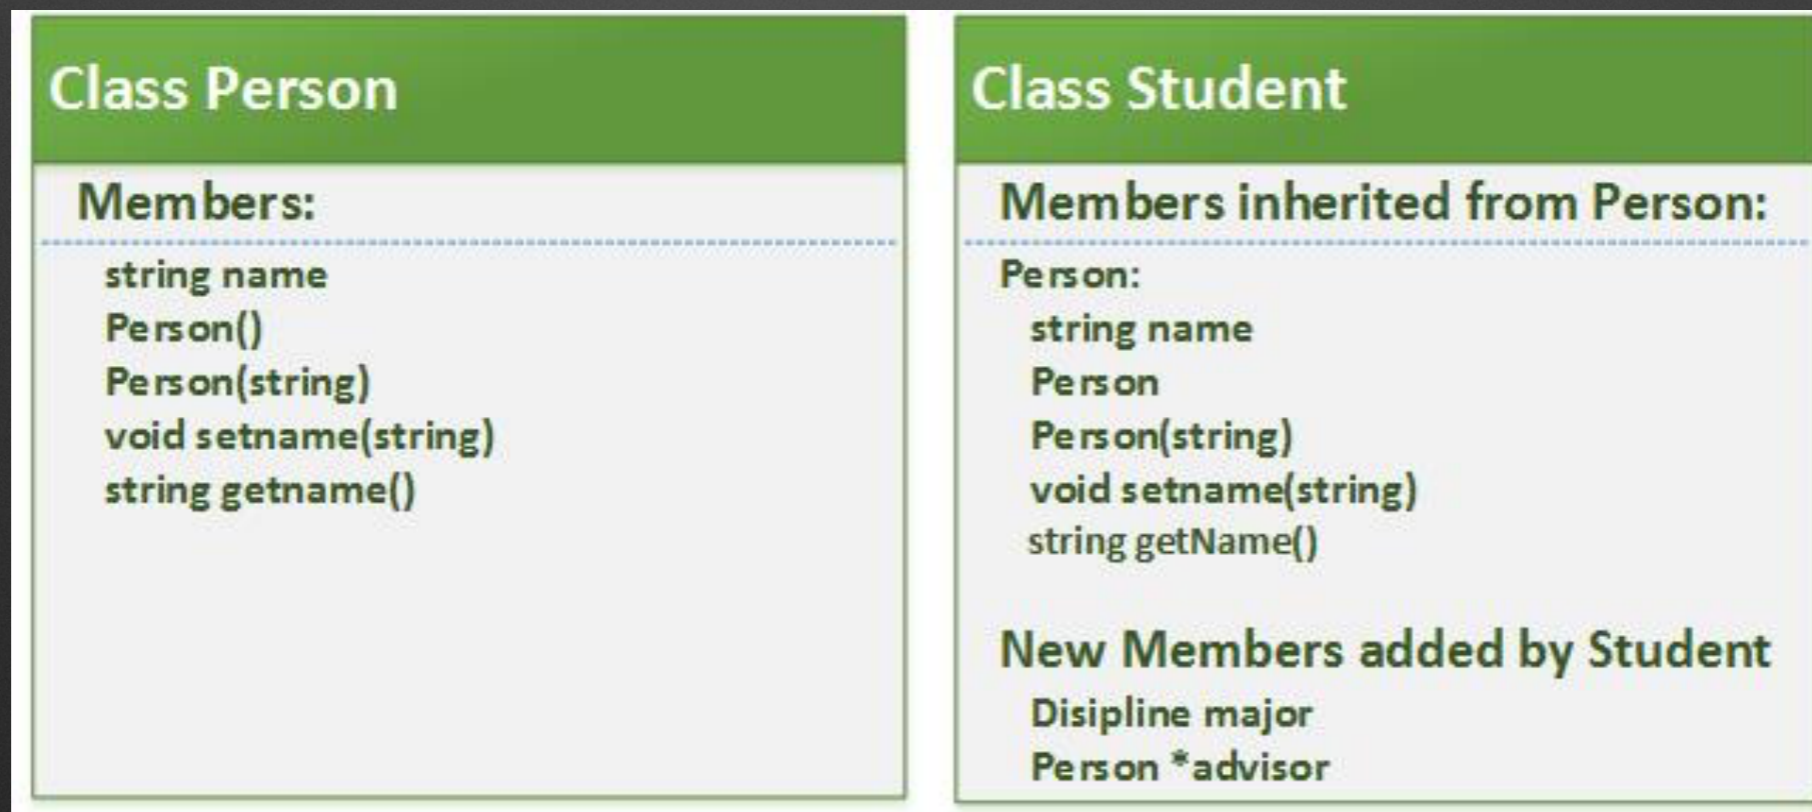 Class Person
Members:
string name
Person()
Person(string)
void setname(string)
string getname()
Class Student
Members inherited from Person:
Person:
string name
Person
Person(string)
void setname(string)
string getName()
New Members added by Student
Disipline major
Person *advisor